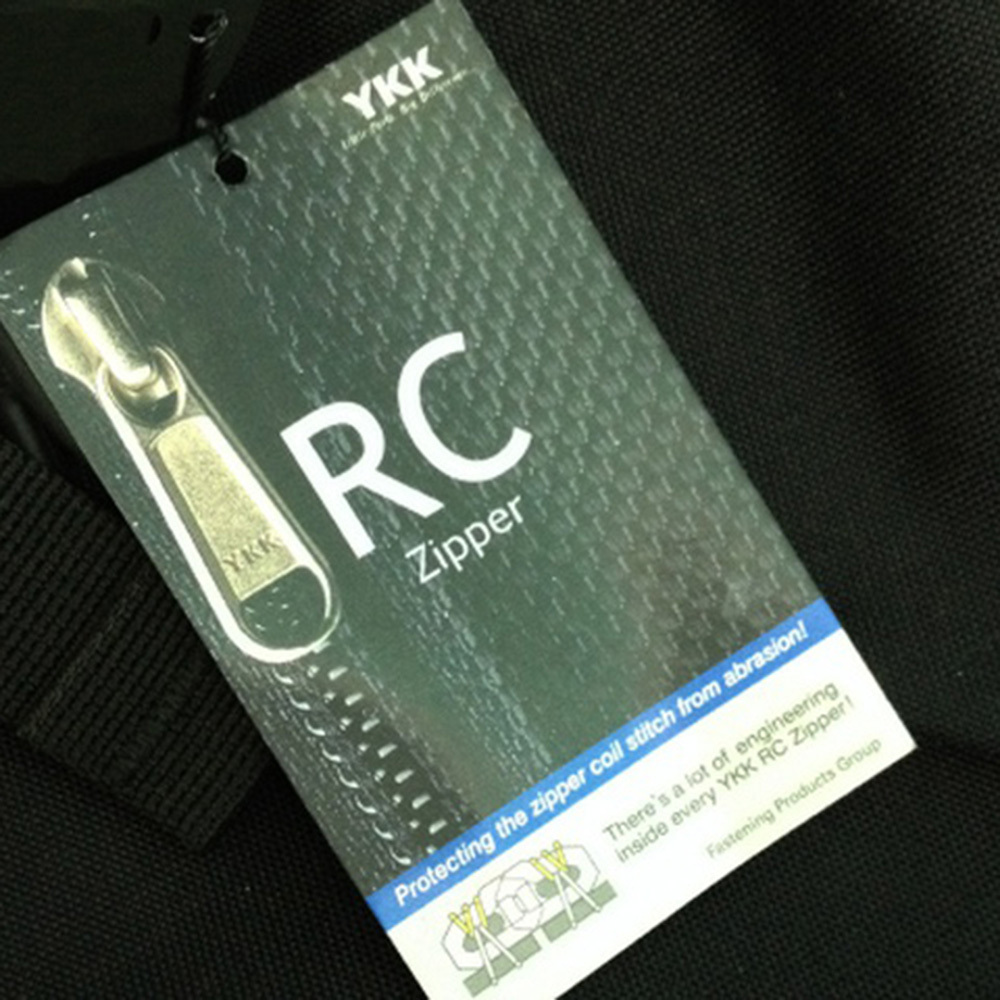 YKK
RC
Zipper
YKK
Protecting the zipper coil stitch from abrasion!
There's a lot of engineering
inside every YKK RC Zipper!
Fastening Products Group